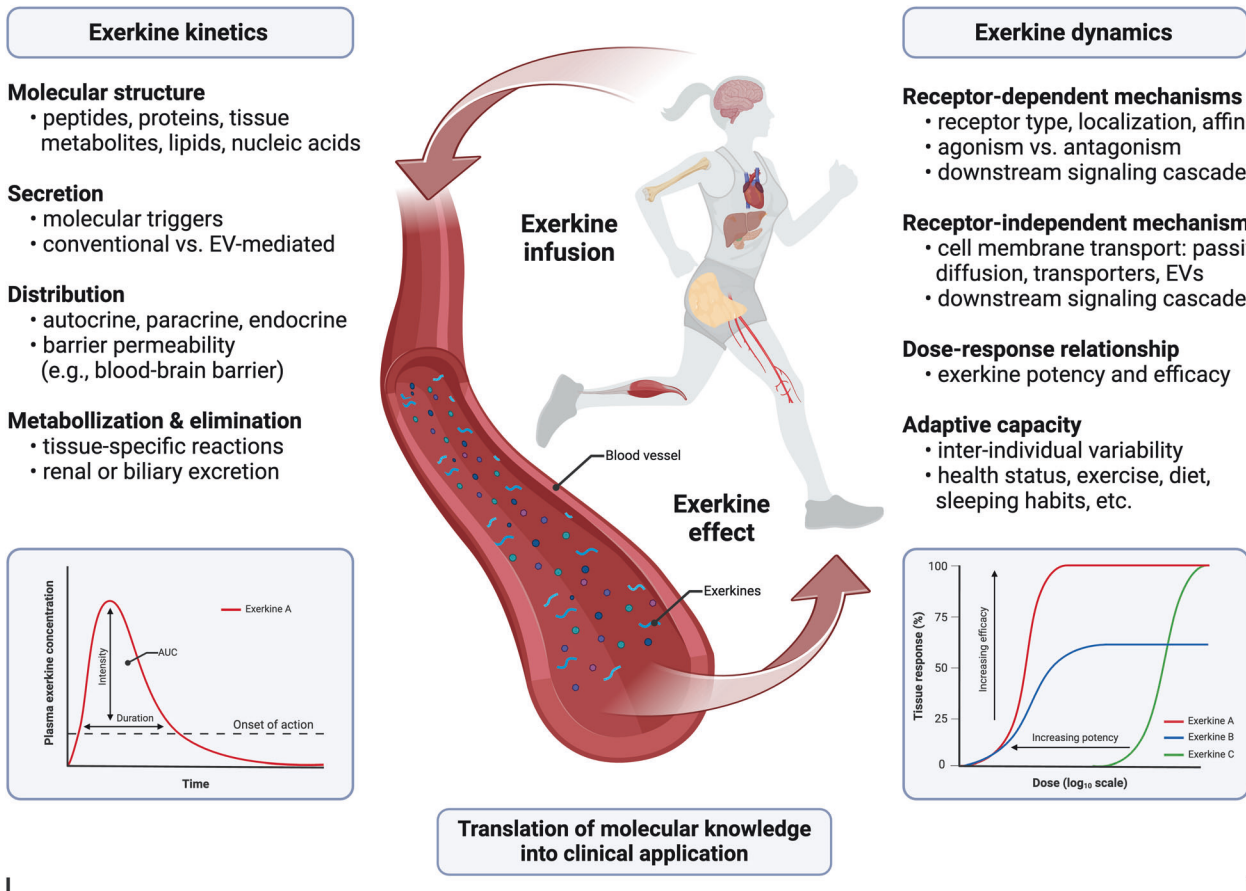 Exerkine kinetics
Molecular structure
• peptides, proteins, tissue
metabolites, lipids, nucleic acids
Secretion
• molecular triggers
• conventional vs. EV-mediated
Distribution
• autocrine, paracrine, endocrine
• barrier permeability
(e.g., blood-brain barrier)
Metabollization & elimination
• tissue-specific reactions
• renal or biliary excretion
Plasma exerkine concentration
Intensity
Duration
AUC
Exerkine A
Onset of action
Time
Exerkine
infusion
Blood vessel
Exerkine
effect
Exerkines
Translation of molecular knowledge
into clinical application
Exerkine dynamics
Receptor-dependent mechanisms
• receptor type, localization, affin
• agonism vs. antagonism
• downstream signaling cascade
Receptor-independent mechanism
• cell membrane transport: passi
diffusion, transporters, EVs
• downstream signaling cascade
Dose-response relationship
• exerkine potency and efficacy
Adaptive capacity
• inter-individual variability
• health status, exercise, diet,
sleeping habits, etc.
Tissue response (%)
100
75
50
25
0
Increasing efficacy
Increasing potency
Exerkine A
Exerkine B
Exerkine C
Dose (log₁₀ scale)